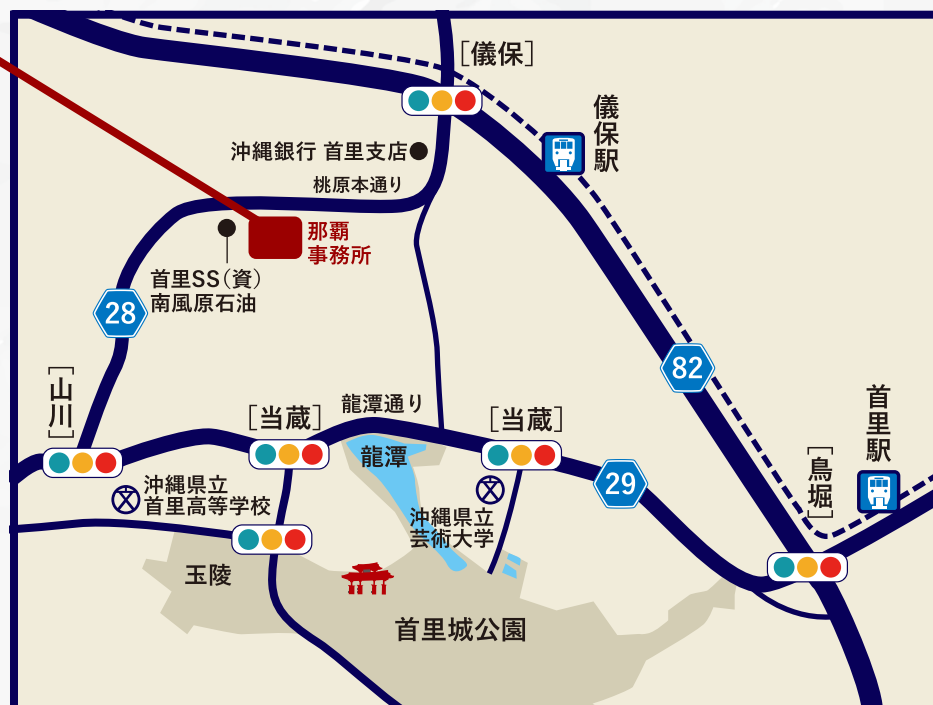 [儀保]
儀保駅
沖縄銀行 首里支店
桃原本通り
那覇
事務所
首里SS(資)
南風原石油
28
82
[山川]
[当蔵]
龍潭通り
[当蔵]
首里駅
[鳥堀]
龍潭
29
沖縄県立
首里高等学校
沖縄県立
芸術大学
玉陵
首里城公園